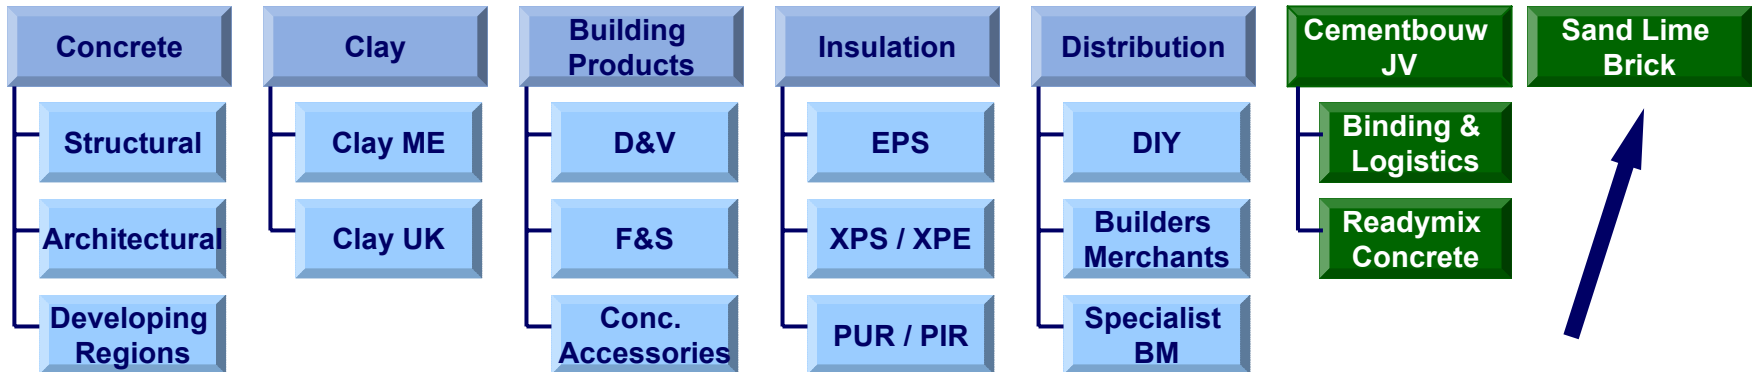 Concrete
Structural
Architectural
Developing
Regions
Clay
Clay ME
Clay UK
Building
Products
D&V
F&S
Conc.
Accessories
Insulation
EPS
XPS / XPE
PUR / PIR
Distribution
DIY
Builders
Merchants
Specialist
BM
Cementbouw
JV
Binding &
Logistics
Readymix
Concrete
Sand Lime
Brick